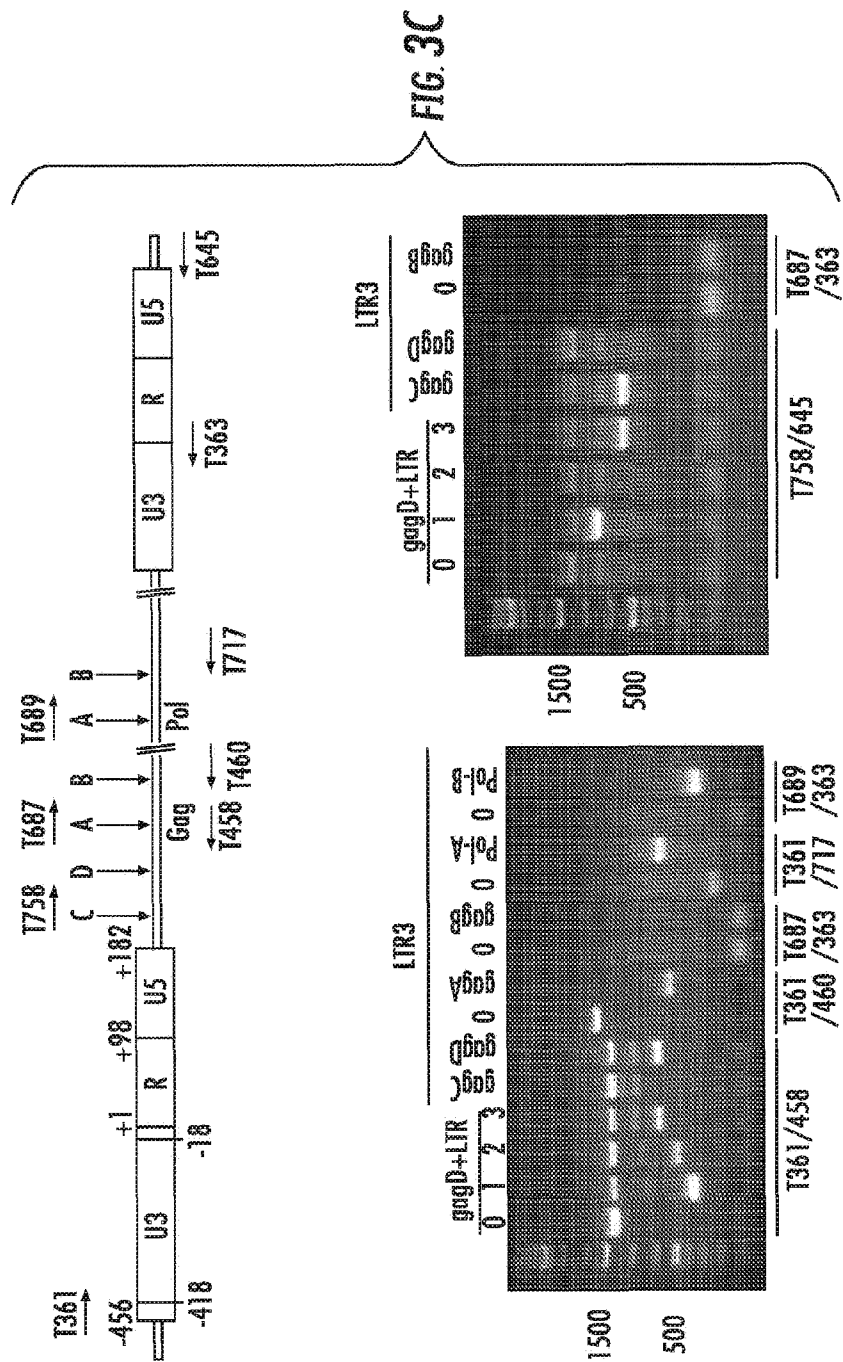 FIG. 3C
T361
-456
-418
U3
-18
+1
R
+98
U5
+182
T758
C
D
T687
A
B
Gag
T458
T460
T689
A
B
Pol
T717
U3
R
U5
T363
T645
LTR3
gagD+LTR
0 1 2 3 gagC gagD 0 gagA 0 gagB 0 Pol-A 0 Pol-B
1500
500
T361/458
T361
/460
T687
/363
T361
/717
T689
/363
LTR3
gagD+LTR
0 1 2 3 gagC gagD 0 gagB
1500
500
T758/645
T687
/363